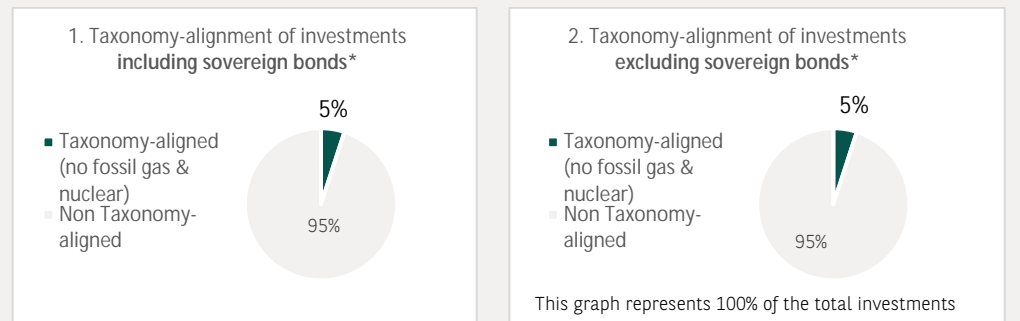 1. Taxonomy-alignment of investments
including sovereign bonds*
5%
Taxonomy-aligned
(no fossil gas &
nuclear)
Non Taxonomy-
aligned
95%
2. Taxonomy-alignment of investments
excluding sovereign bonds*
5%
Taxonomy-aligned
(no fossil gas &
nuclear)
Non Taxonomy-
aligned
95%
This graph represents 100% of the total investments